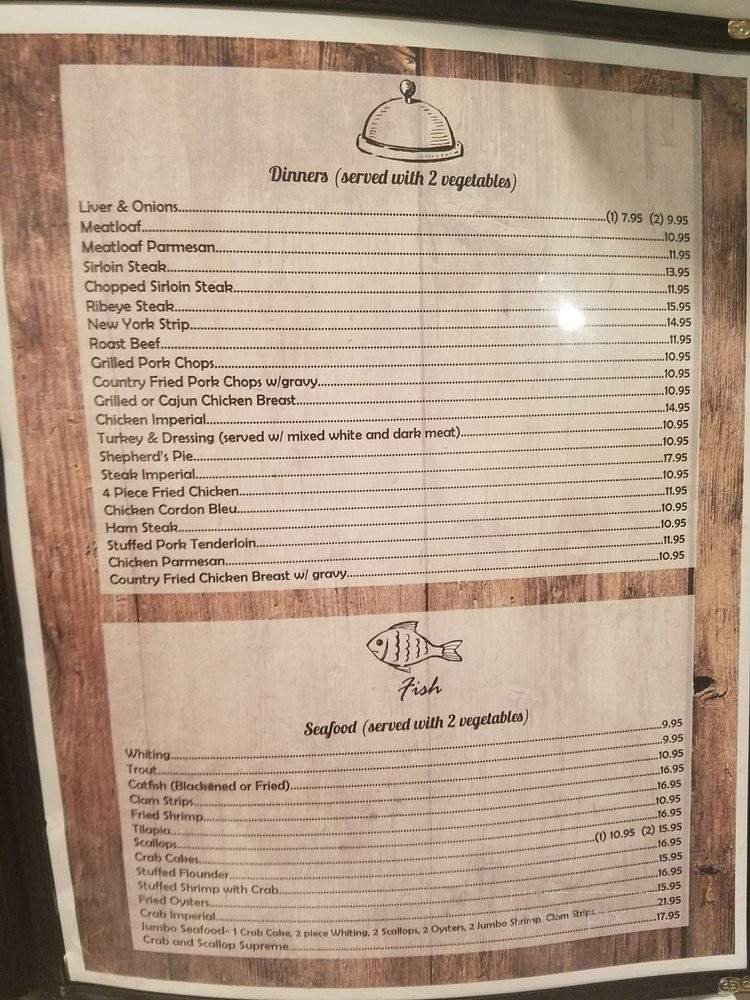 Dinners (served with 2 vegetables)
Liver & Onions...(1) 7.95 (2) 9.95
Meatloaf...10.95
Meatloaf Parmesan...11.95
Sirloin Steak...13.95
Chopped Sirloin Steak...11.95
Ribeye Steak...15.95
New York Strip...14.95
Roast Beef...11.95
Grilled Pork Chops...10.95
Country Fried Pork Chops w/gravy...10.95
Grilled or Cajun Chicken Breast...10.95
Chicken Imperial...14.95
Turkey & Dressing (served w/ mixed white and dark meat)...10.95
Shepherd's Pie...10.95
Steak Imperial...17.95
4 Piece Fried Chicken...10.95
Chicken Cordon Bleu...11.95
Ham Steak...10.95
Stuffed Pork Tenderloin...10.95
Chicken Parmesan...11.95
Country Fried Chicken Breast w/ gravy...10.95
Fish
Seafood (served with 2 vegetables)
Whiting...9.95
Trout...9.95
Catfish (Blackened or Fried)...10.95
Clam Strips...16.95
Fried Shrimp...16.95
Tilapia...10.95
Scallops...16.95
Crab Cakes...(1) 10.95 (2) 15.95
Stuffed Flounder...16.95
Stuffed Shrimp with Crab...15.95
Fried Oysters...16.95
Crab Imperial...15.95
Jumbo Seafood- 1 Crab Cake, 2 piece Whiting, 2 Scallops, 2 Oysters, 2 Jumbo Shrimp, Clam Strips...21.95
Crab and Scallop Supreme...17.95